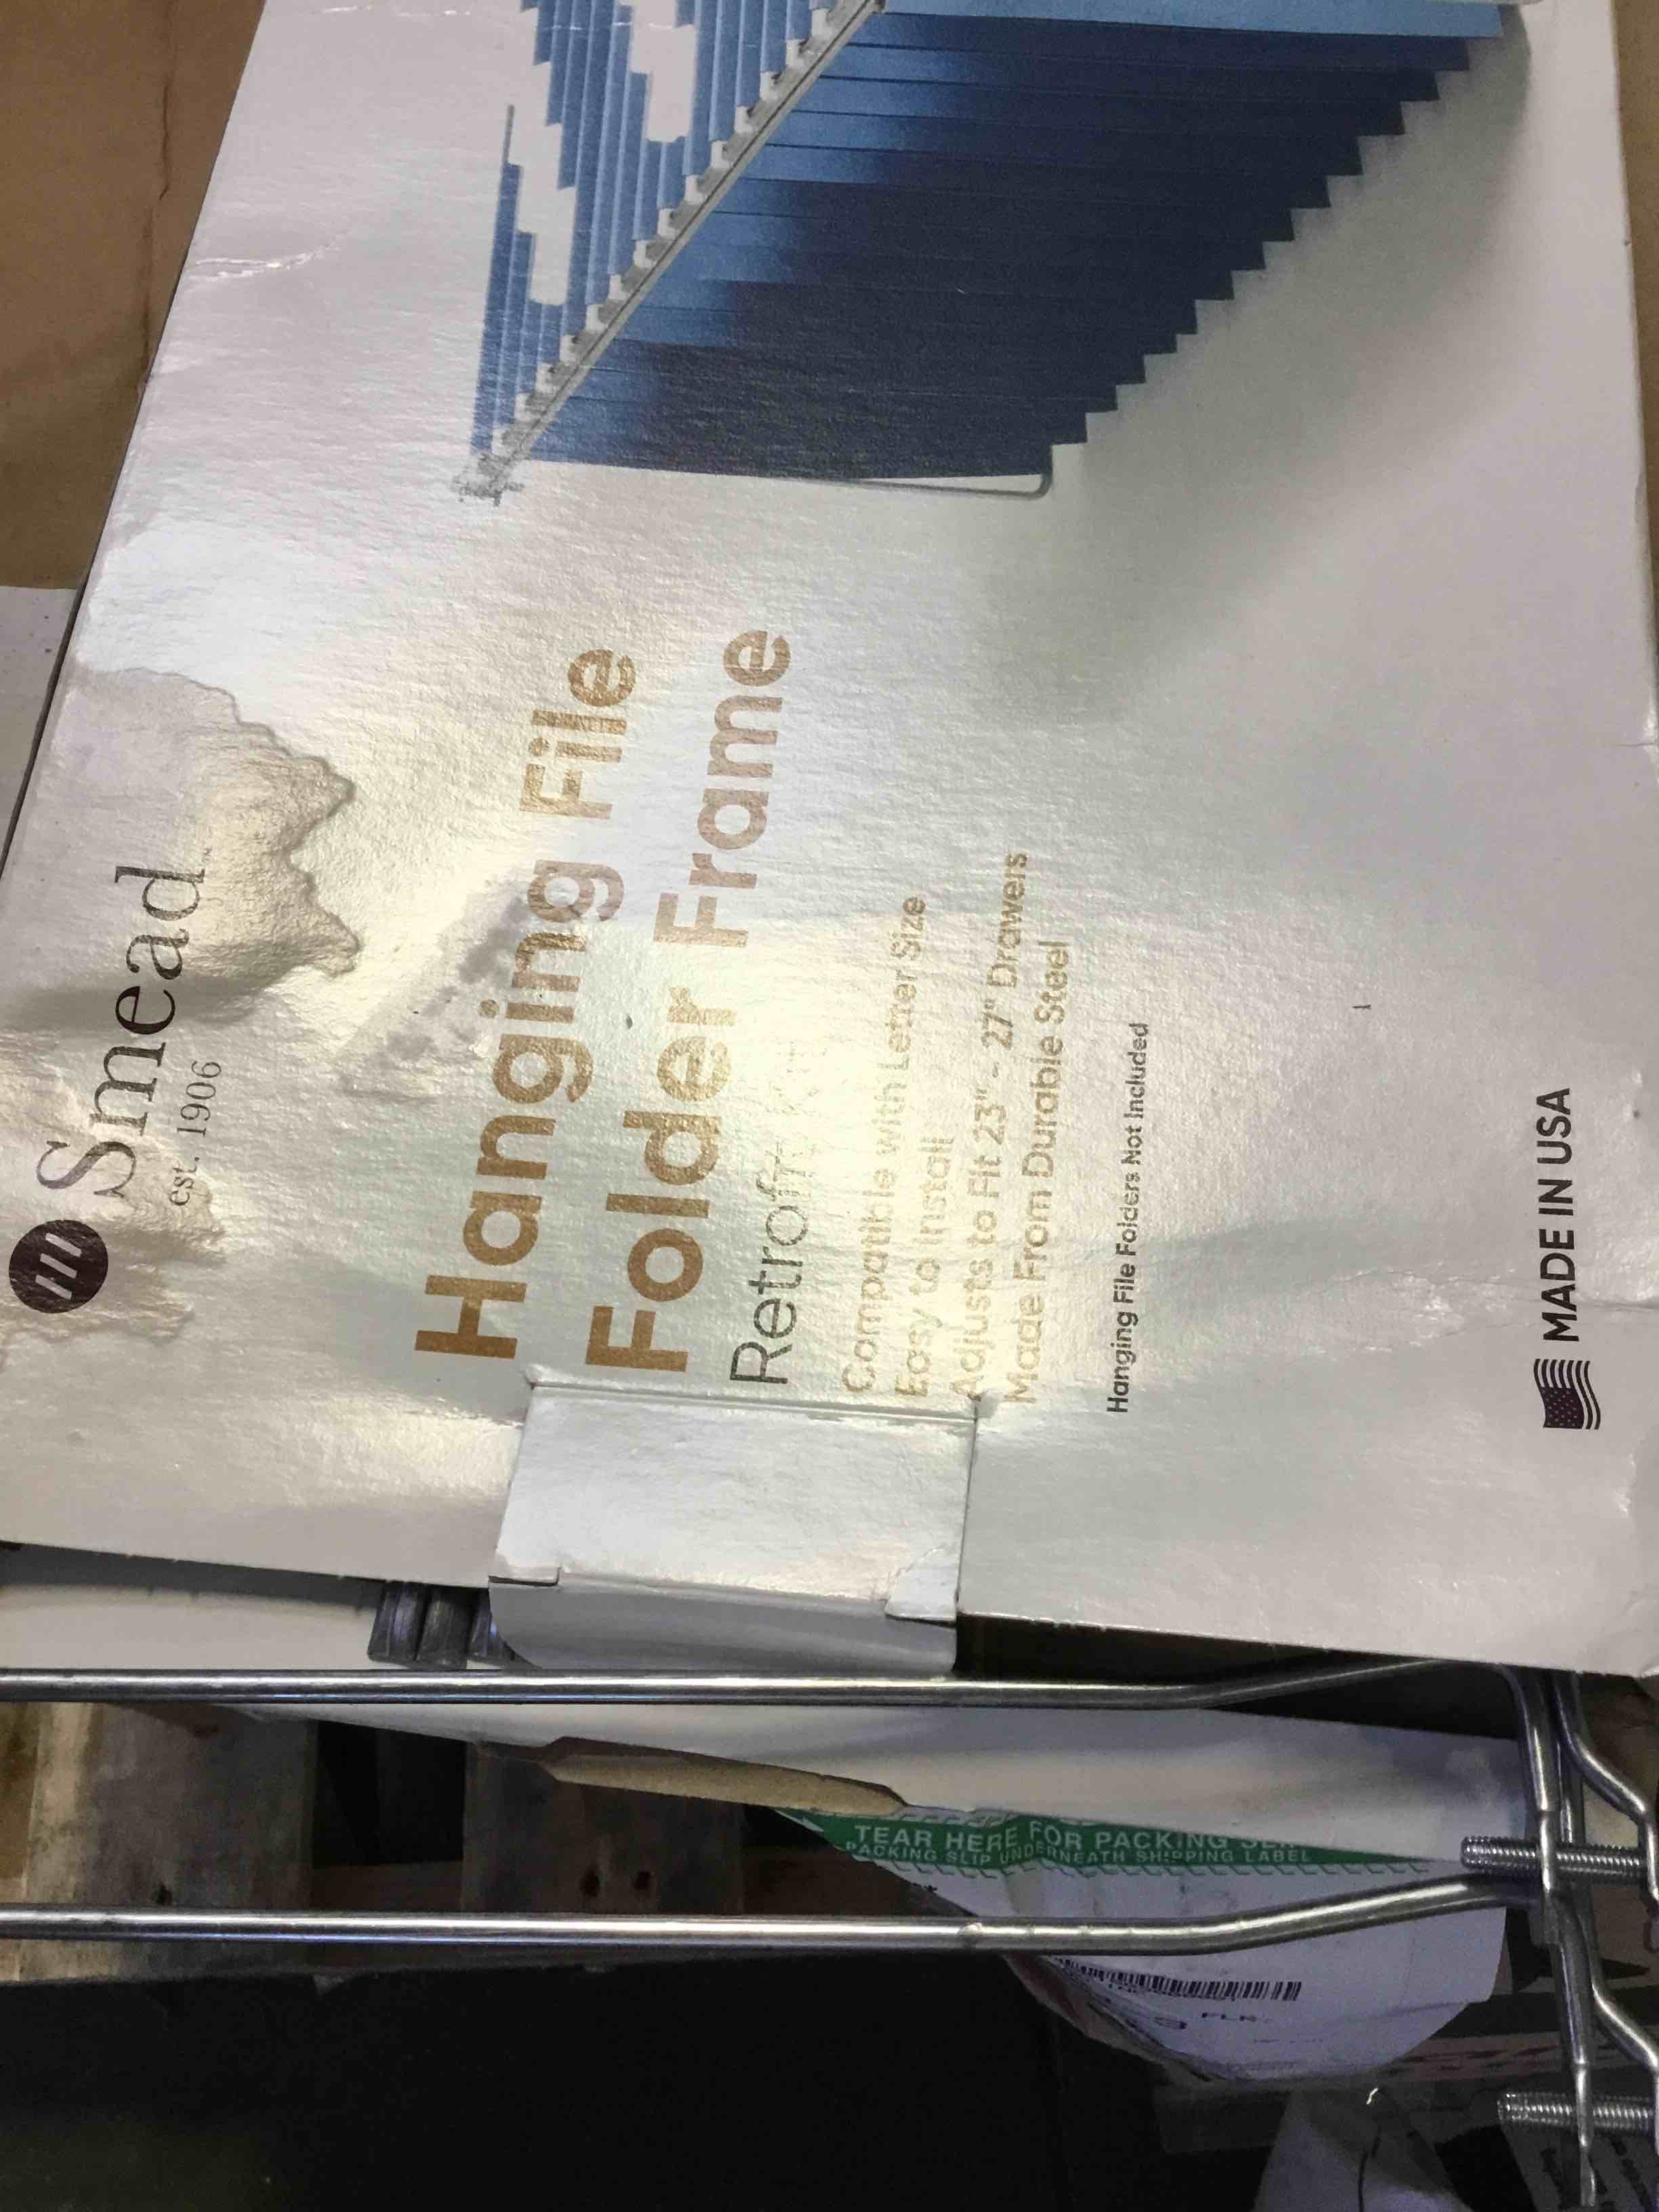 Smead™
est. 1906
Hanging File
Folder Frame
Retrofit Kit
Compatible with Letter Size
Easy to Install
Adjusts to Fit 23" - 27" Drawers
Made From Durable Steel
Hanging File Folders Not Included
MADE IN USA
TEAR HERE FOR PACKING
PACKING SLIP UNDERNEATH SHIPPING LABEL